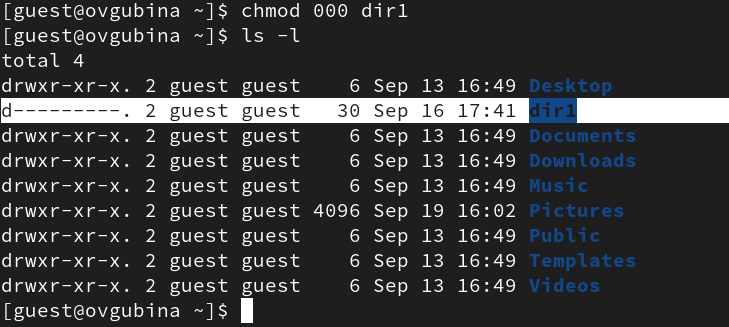 [guest@ovgubina ~]$ chmod 000 dir1
[guest@ovgubina ~]$ ls -l
total 4
drwxr-xr-x. 2 guest guest    6 Sep 13 16:49 Desktop
d---------. 2 guest guest   30 Sep 16 17:41 dir1
drwxr-xr-x. 2 guest guest    6 Sep 13 16:49 Documents
drwxr-xr-x. 2 guest guest    6 Sep 13 16:49 Downloads
drwxr-xr-x. 2 guest guest    6 Sep 13 16:49 Music
drwxr-xr-x. 2 guest guest 4096 Sep 19 16:02 Pictures
drwxr-xr-x. 2 guest guest    6 Sep 13 16:49 Public
drwxr-xr-x. 2 guest guest    6 Sep 13 16:49 Templates
drwxr-xr-x. 2 guest guest    6 Sep 13 16:49 Videos
[guest@ovgubina ~]$